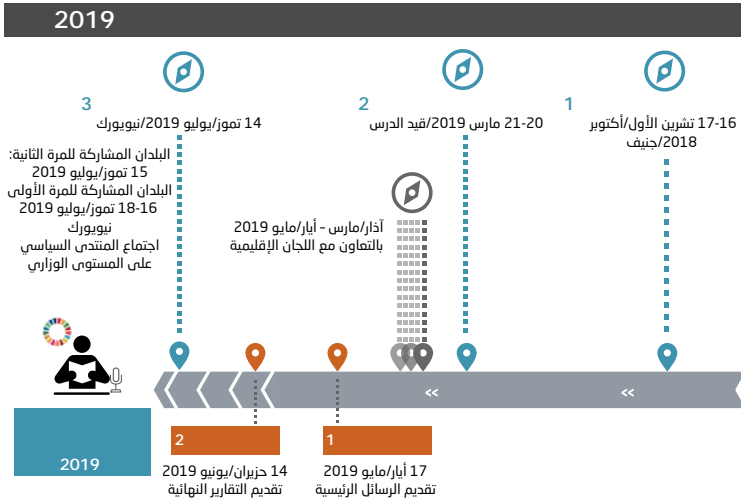 2019
1
17-16 تشرين الأول/أكتوبر
2018/جنيف
2
21-20 مارس 2019/قيد الدرس
3
14 تموز/يوليو 2019/نيويورك
البلدان المشاركة للمرة الثانية:
15 تموز/يوليو 2019
البلدان المشاركة للمرة الأولى
18-16 تموز/يوليو 2019
نيويورك
اجتماع المنتدى السياسي
على المستوى الوزاري
آذار/مارس - أيار/مايو 2019
بالتعاون مع اللجان الإقليمية
1
17 أيار/مايو 2019
تقديم الرسائل الرئيسية
2
14 حزيران/يونيو 2019
تقديم التقارير النهائية
2019